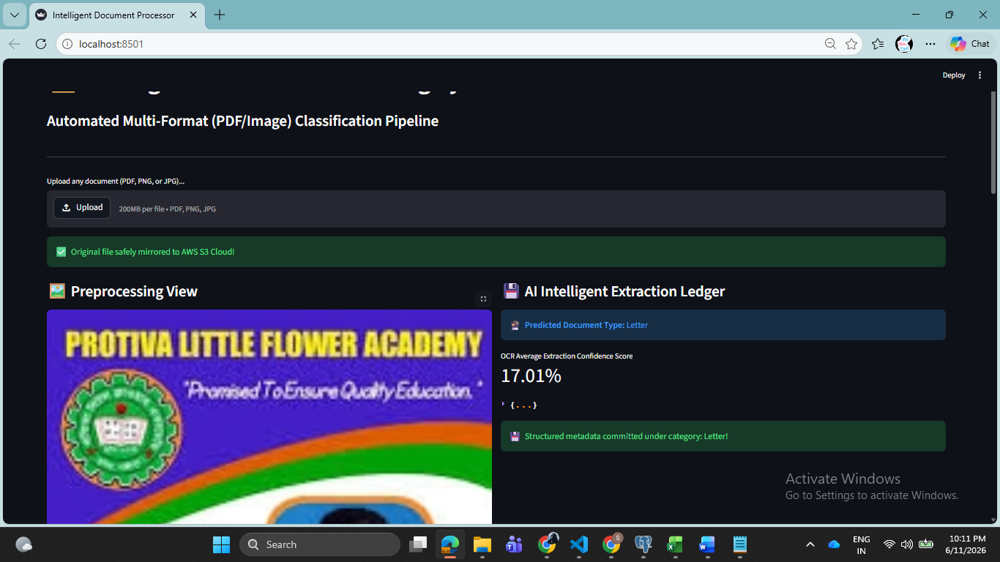 Intelligent Document Processor
localhost:8501
Chat
Deploy
Automated Multi-Format (PDF/Image) Classification Pipeline
Upload any document (PDF, PNG, or JPG)...
Upload
200MB per file • PDF, PNG, JPG
Original file safely mirrored to AWS S3 Cloud!
Preprocessing View
PROTIVA LITTLE FLOWER ACADEMY
"Promised To Ensure Quality Education."
AI Intelligent Extraction Ledger
Predicted Document Type: Letter
OCR Average Extraction Confidence Score
17.01%
{...}
Structured metadata committed under category: Letter!
Activate Windows
Go to Settings to activate Windows.
Search
ENG
IN
10:11 PM
6/11/2026